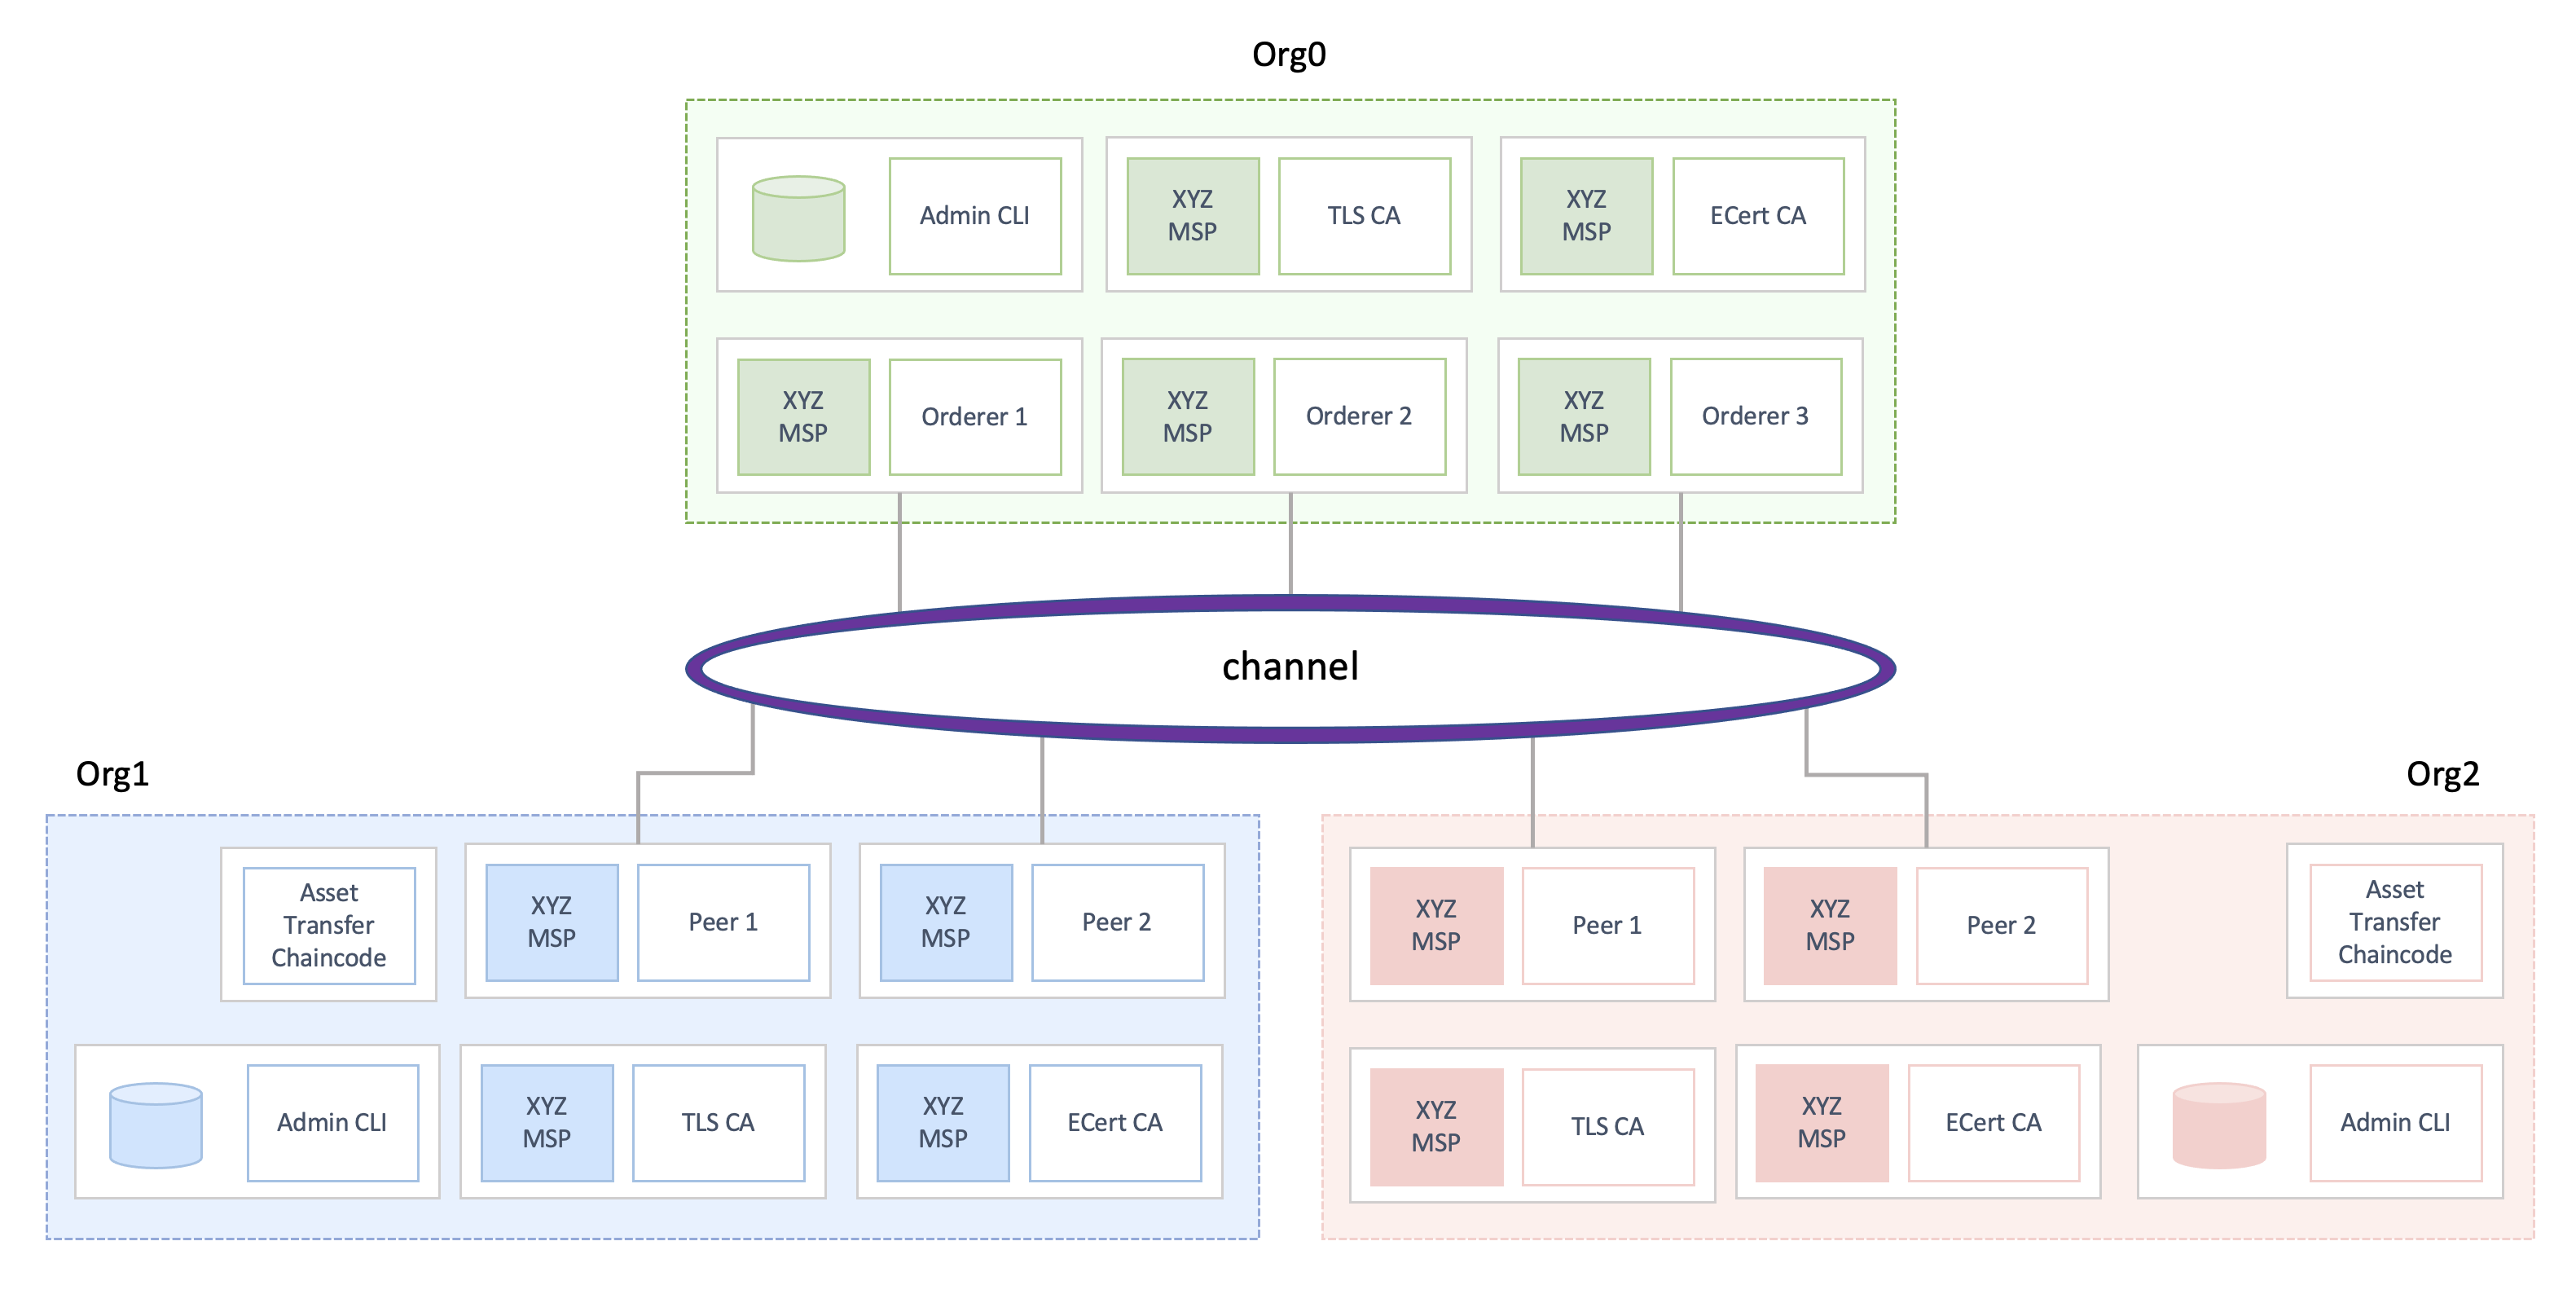 Org0
Admin CLI
XYZ
MSP
TLS CA
XYZ
MSP
ECert CA
XYZ
MSP
Orderer 1
XYZ
MSP
Orderer 2
XYZ
MSP
Orderer 3
channel
Org1
Asset
Transfer
Chaincode
XYZ
MSP
Peer 1
XYZ
MSP
Peer 2
Admin CLI
XYZ
MSP
TLS CA
XYZ
MSP
ECert CA
Org2
XYZ
MSP
Peer 1
XYZ
MSP
Peer 2
Asset
Transfer
Chaincode
XYZ
MSP
TLS CA
XYZ
MSP
ECert CA
Admin CLI